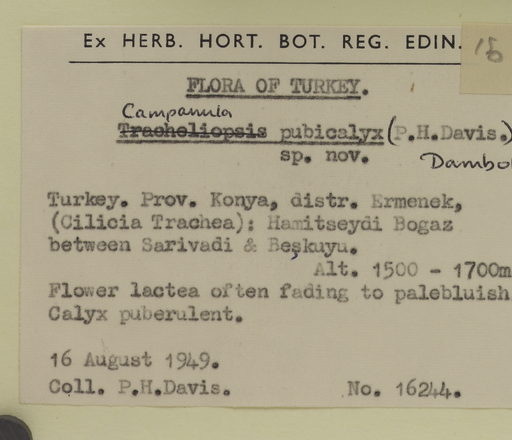 Ex HERB. HORT. BOT. REG. EDIN.
16
FLORA OF TURKEY.
Campanula
Tracheliopsis pubicalyx (P.H.Davis.)
sp. nov. Dambol
Turkey. Prov. Konya, distr. Ermenek,
(Cilicia Trachea): Hamitseydi Bogaz
between Sarivadi & Beşkuyu.
Alt. 1500 - 1700m
Flower lactea often fading to palebluish
Calyx puberulent.
16 August 1949.
Coll. P.H.Davis. No. 16244.